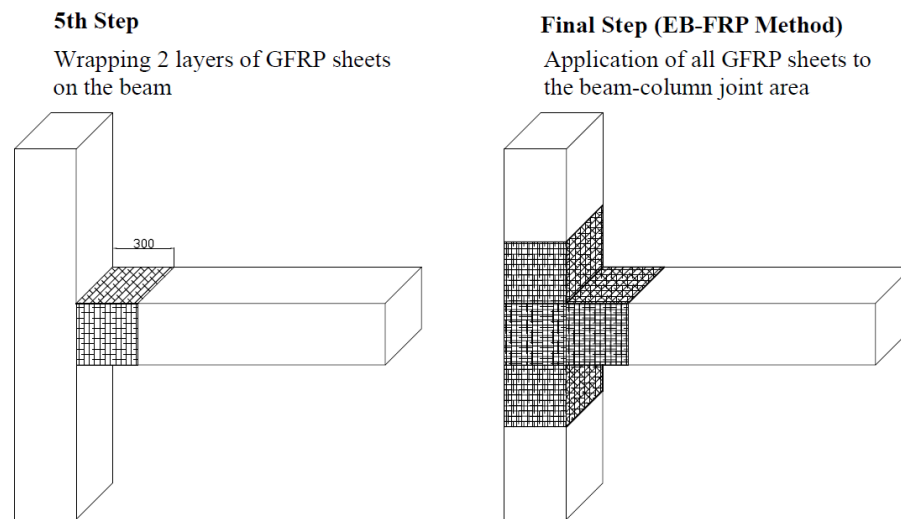 5th Step
Wrapping 2 layers of GFRP sheets
on the beam
300
Final Step (EB-FRP Method)
Application of all GFRP sheets to
the beam-column joint area